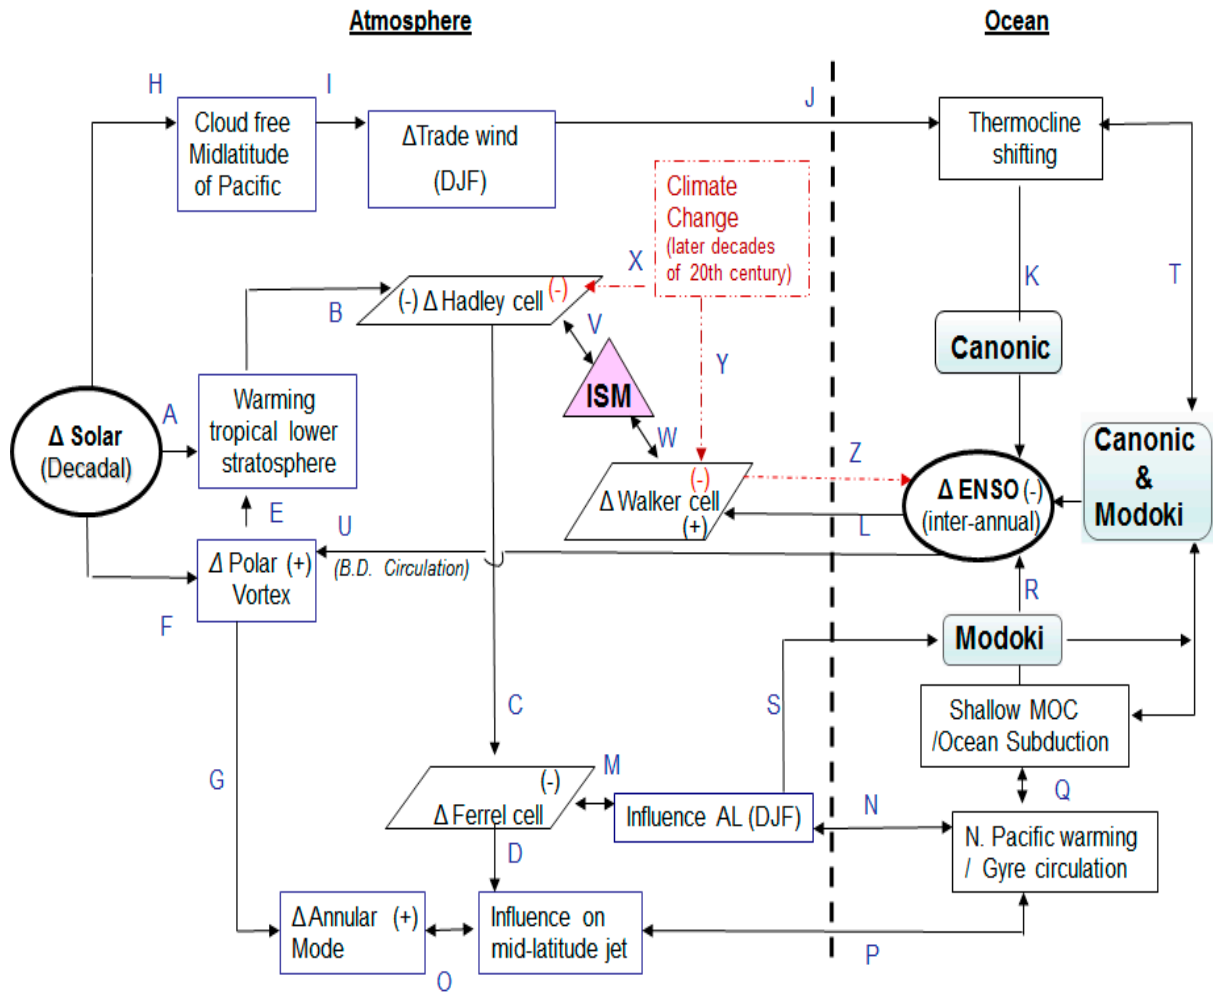 Atmosphere
Ocean
H
I
J
Cloud free
Midlatitude
of Pacific
Δ Trade wind
(DJF)
Thermocline
shifting
Climate
Change
(later decades
of 20th century)
X
K
T
B
(-) Δ Hadley cell (-)
V
Y
Canonic
ISM
W
A
Δ Solar
(Decadal)
Warming
tropical lower
stratosphere
Z
(-)
Δ Walker cell
(+)
L
Δ ENSO (-)
(inter-annual)
Canonic
&
Modoki
E
U
(B.D. Circulation)
Δ Polar (+)
Vortex
F
R
Modoki
C
S
Shallow MOC
/Ocean Subduction
G
M
(-)
Δ Ferrel cell
Influence AL (DJF)
N
Q
N. Pacific warming
/ Gyre circulation
D
Δ Annular (+)
Mode
O
Influence on
mid-latitude jet
P